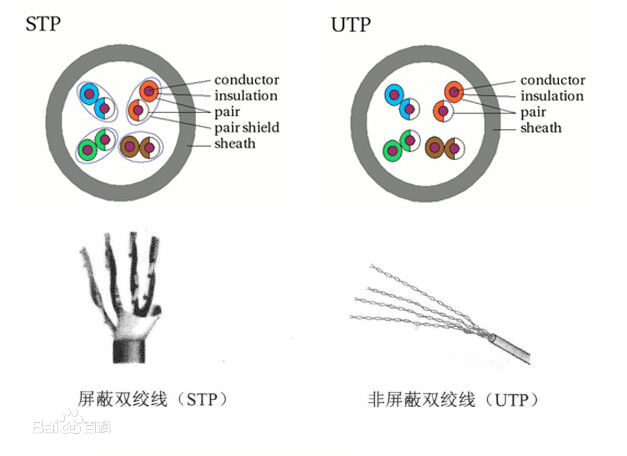 STP
conductor
insulation
pair
pair shield
sheath
UTP
conductor
insulation
pair
sheath
屏蔽双绞线（STP）
非屏蔽双绞线（UTP）
Baidu百科